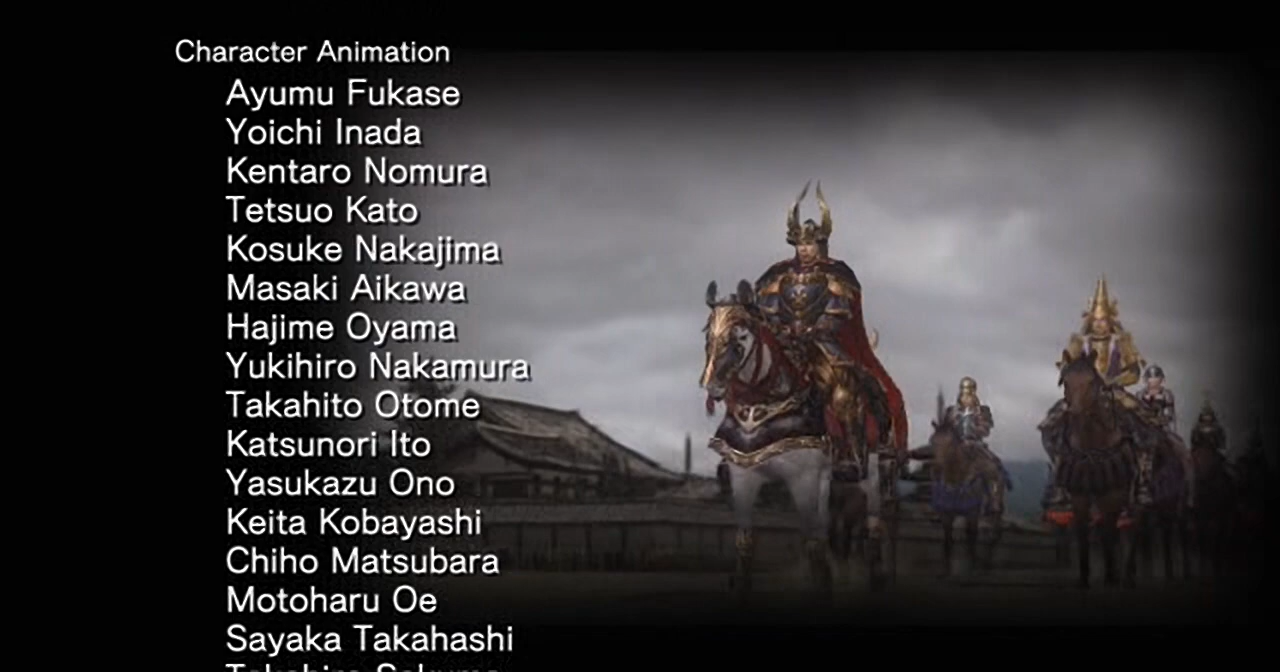 Character Animation
Ayumu Fukase
Yoichi Inada
Kentaro Nomura
Tetsuo Kato
Kosuke Nakajima
Masaki Aikawa
Hajime Oyama
Yukihiro Nakamura
Takahito Otome
Katsunori Ito
Yasukazu Ono
Keita Kobayashi
Chiho Matsubara
Motoharu Oe
Sayaka Takahashi